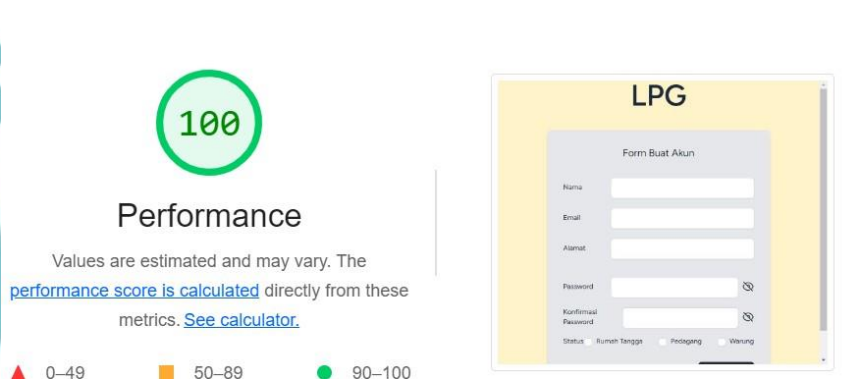 100
Performance
Values are estimated and may vary. The
performance score is calculated directly from these
metrics. See calculator.
0–49
50–89
90–100
LPG
Form Buat Akun
Nama
Email
Alamat
Password
Konfirmasi
Password
Status Rumah Tangga Pedagang Warung